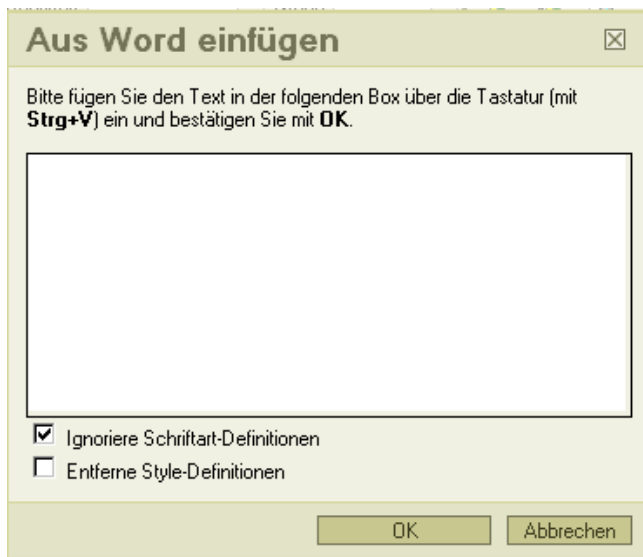 Aus Word einfügen
Bitte fügen Sie den Text in der folgenden Box über die Tastatur (mit
Strg+V) ein und bestätigen Sie mit OK.
Ignoriere Schriftart-Definitionen
Entferne Style-Definitionen
OK Abbrechen